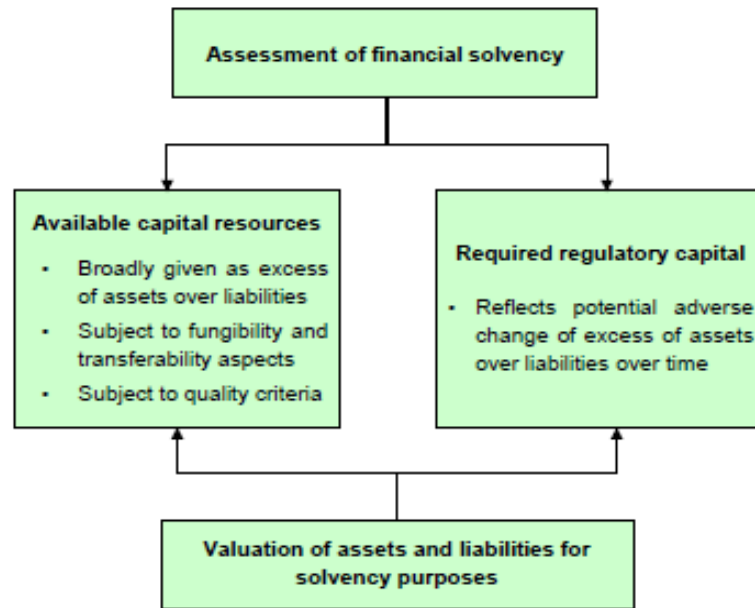 Assessment of financial solvency
Available capital resources
• Broadly given as excess
of assets over liabilities
• Subject to fungibility and
transferability aspects
• Subject to quality criteria
Required regulatory capital
• Reflects potential adverse
change of excess of assets
over liabilities over time
Valuation of assets and liabilities for
solvency purposes